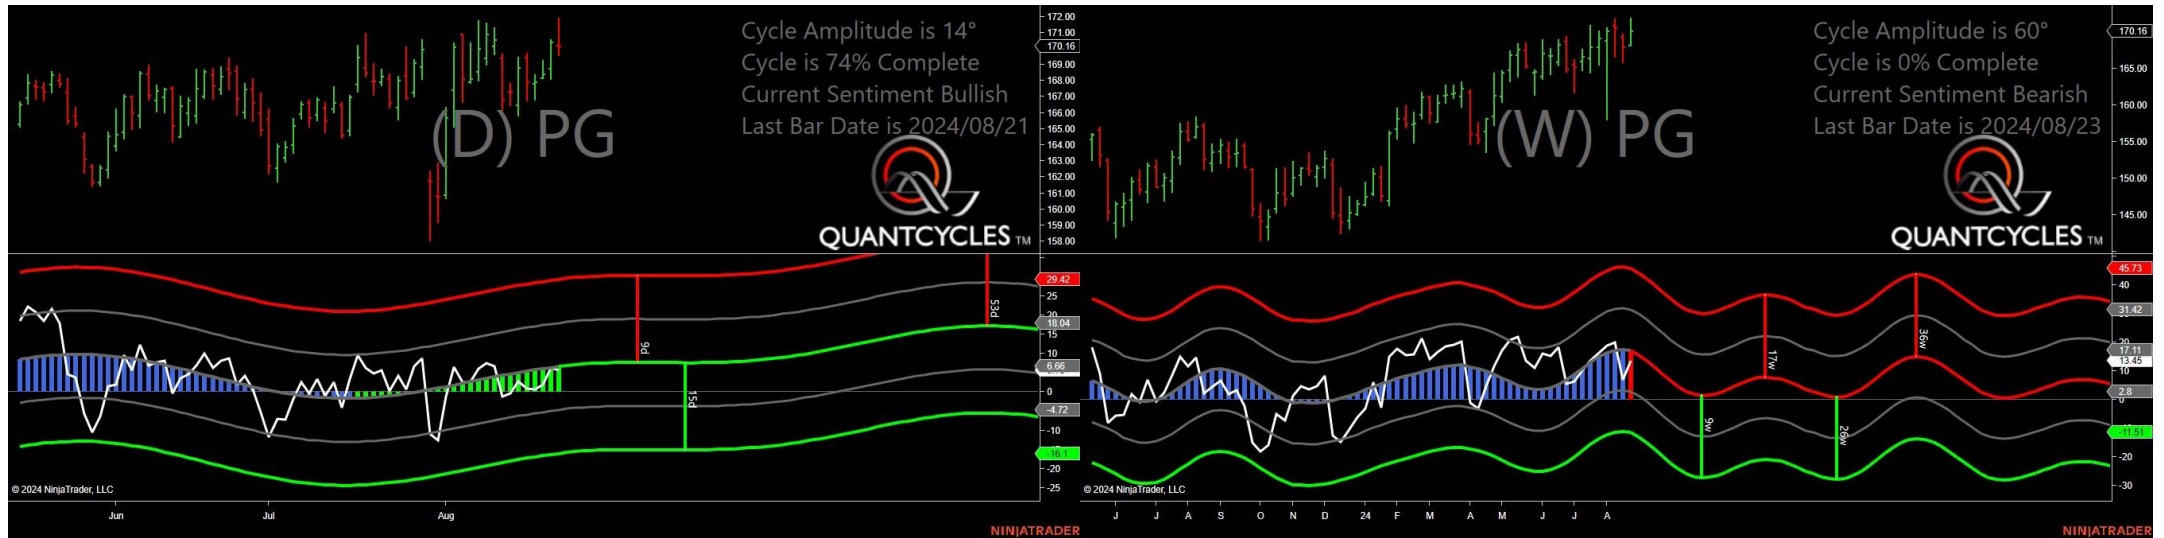 Cycle Amplitude is 14°
Cycle is 74% Complete
Current Sentiment Bullish
Last Bar Date is 2024/08/21
(D) PG
QUANTCYCLES TM
172.00
171.00
170.16
169.00
168.00
167.00
166.00
165.00
164.00
163.00
162.00
161.00
160.00
159.00
158.00
29.42
25
20
18.04
15
10
6.66
0
-4.72
-10
-16.1
-20
-25
9d
15d
53d
© 2024 NinjaTrader, LLC
Jun Jul Aug
NINJATRADER
Cycle Amplitude is 60°
Cycle is 0% Complete
Current Sentiment Bearish
Last Bar Date is 2024/08/23
(W) PG
QUANTCYCLES TM
170.16
165.00
160.00
155.00
150.00
145.00
45.73
40
31.42
20
17.11
13.45
10
2.8
0
-11.51
-20
-30
9w
17w
26w
36w
© 2024 NinjaTrader, LLC
J J A S O N D 24 F M A M J J A
NINJATRADER